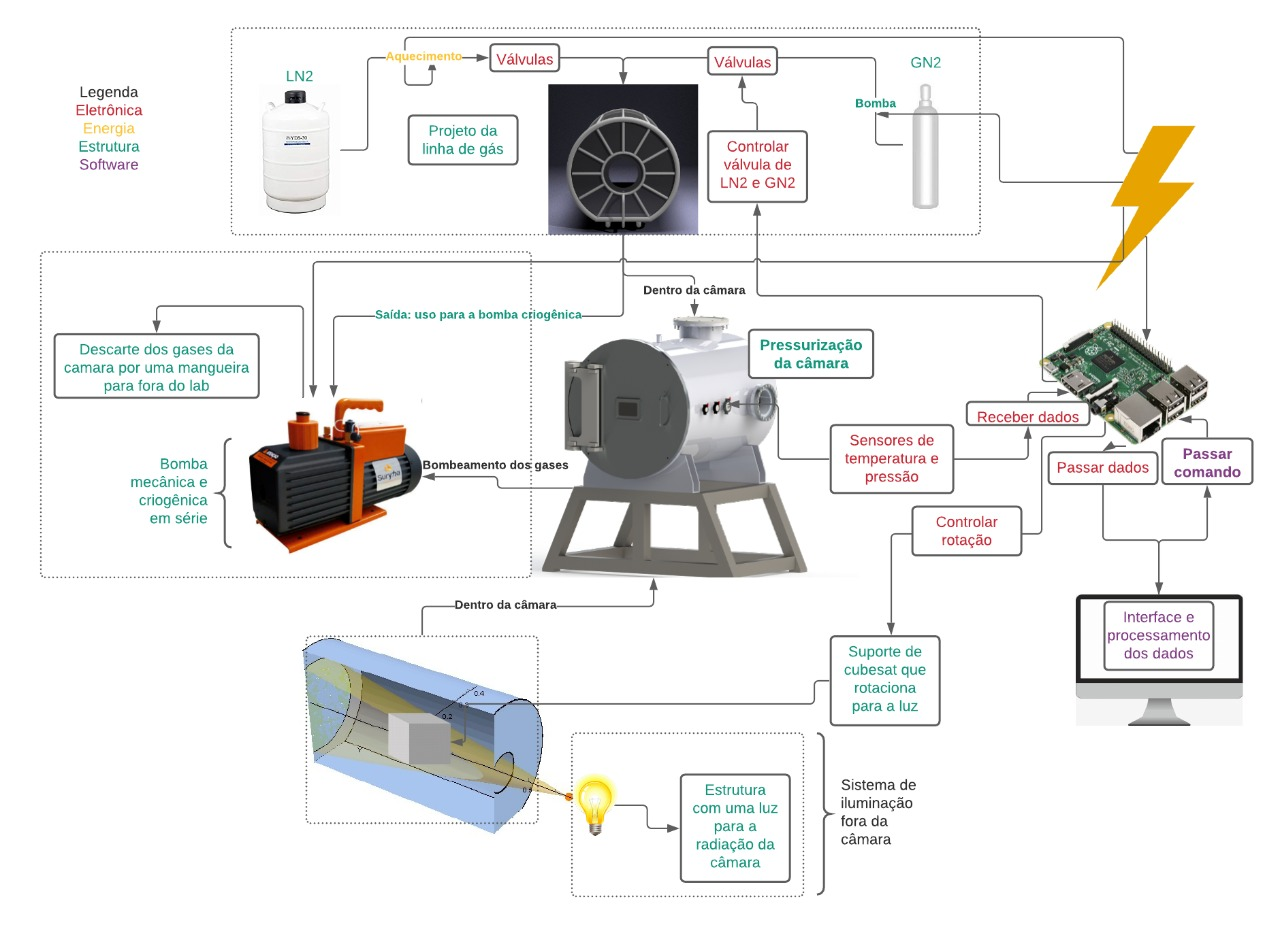 LN2
Aquecimento
Válvulas
Válvulas
GN2
Bomba
Legenda
Eletrônica
Energia
Estrutura
Software
Projeto da
linha de gás
Controlar
válvula de
LN2 e GN2
Dentro da câmara
Saída: uso para a bomba criogênica
Descarte dos gases da
camara por uma mangueira
para fora do lab
Pressurização
da câmara
Receber dados
Sensores de
temperatura e
pressão
Passar dados
Passar
comando
Bomba
mecânica e
criogênica
em série
Bombeamento dos gases
Controlar
rotação
Dentro da câmara
Interface e
processamento
dos dados
Suporte de
cubesat que
rotaciona
para a luz
0.4
0.2
Y
Estrutura
com uma luz
para a
radiação da
câmara
Sistema de
iluminação
fora da
câmara